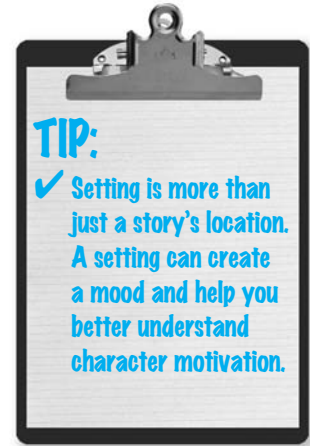 TIP:
✔ Setting is more than
just a story's location.
A setting can create
a mood and help you
better understand
character motivation.